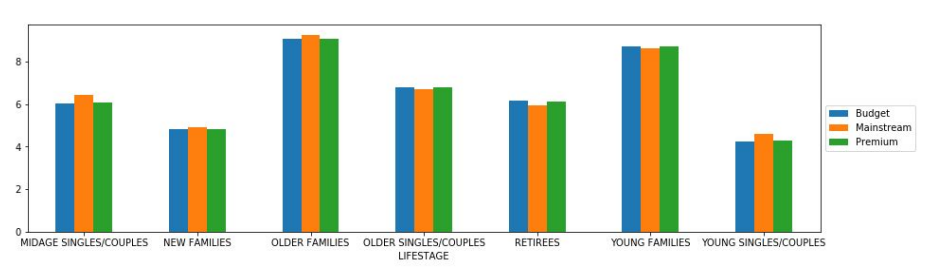 8
6
4
2
0
MIDAGE SINGLES/COUPLES NEW FAMILIES OLDER FAMILIES OLDER SINGLES/COUPLES RETIREES YOUNG FAMILIES YOUNG SINGLES/COUPLES
LIFESTAGE
Budget
Mainstream
Premium